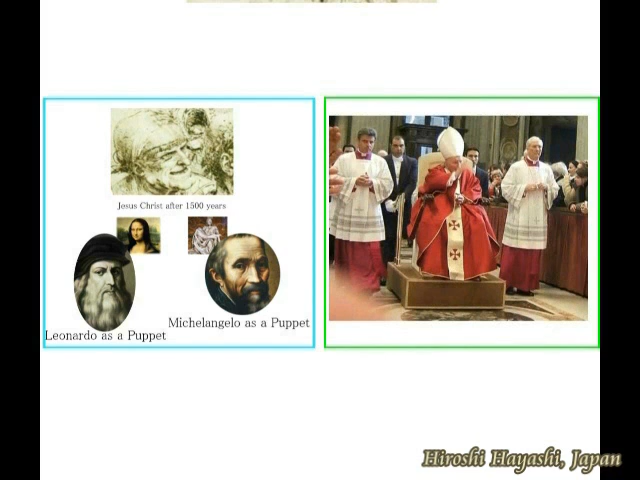 Jesus Christ after 1500 years
Michelangelo as a Puppet
Leonardo as a Puppet
Hiroshi Hayashi, Japan